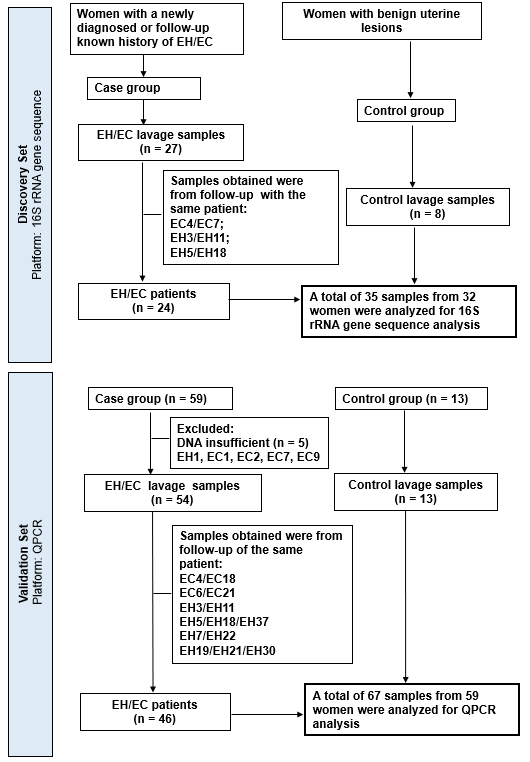 Discovery Set
Platform: 16S rRNA gene sequence
Women with a newly
diagnosed or follow-up
known history of EH/EC
Women with benign uterine
lesions
Case group
Control group
EH/EC lavage samples
(n = 27)
Samples obtained were
from follow-up with the
same patient:
EC4/EC7;
EH3/EH11;
EH5/EH18
Control lavage samples
(n = 8)
EH/EC patients
(n = 24)
A total of 35 samples from 32
women were analyzed for 16S
rRNA gene sequence analysis
Validation Set
Platform: QPCR
Case group (n = 59)
Control group (n = 13)
Excluded:
DNA insufficient (n = 5)
EH1, EC1, EC2, EC7, EC9
EH/EC lavage samples
(n = 54)
Control lavage samples
(n = 13)
Samples obtained were from
follow-up of the same
patient:
EC4/EC18
EC6/EC21
EH3/EH11
EH5/EH18/EH37
EH7/EH22
EH19/EH21/EH30
EH/EC patients
(n = 46)
A total of 67 samples from 59
women were analyzed for QPCR
analysis